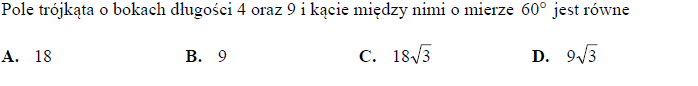 Pole trójkąta o bokach długości 4 oraz 9 i kącie między nimi o mierze 60° jest równe
A. 18 B. 9 C. 18√3 D. 9√3